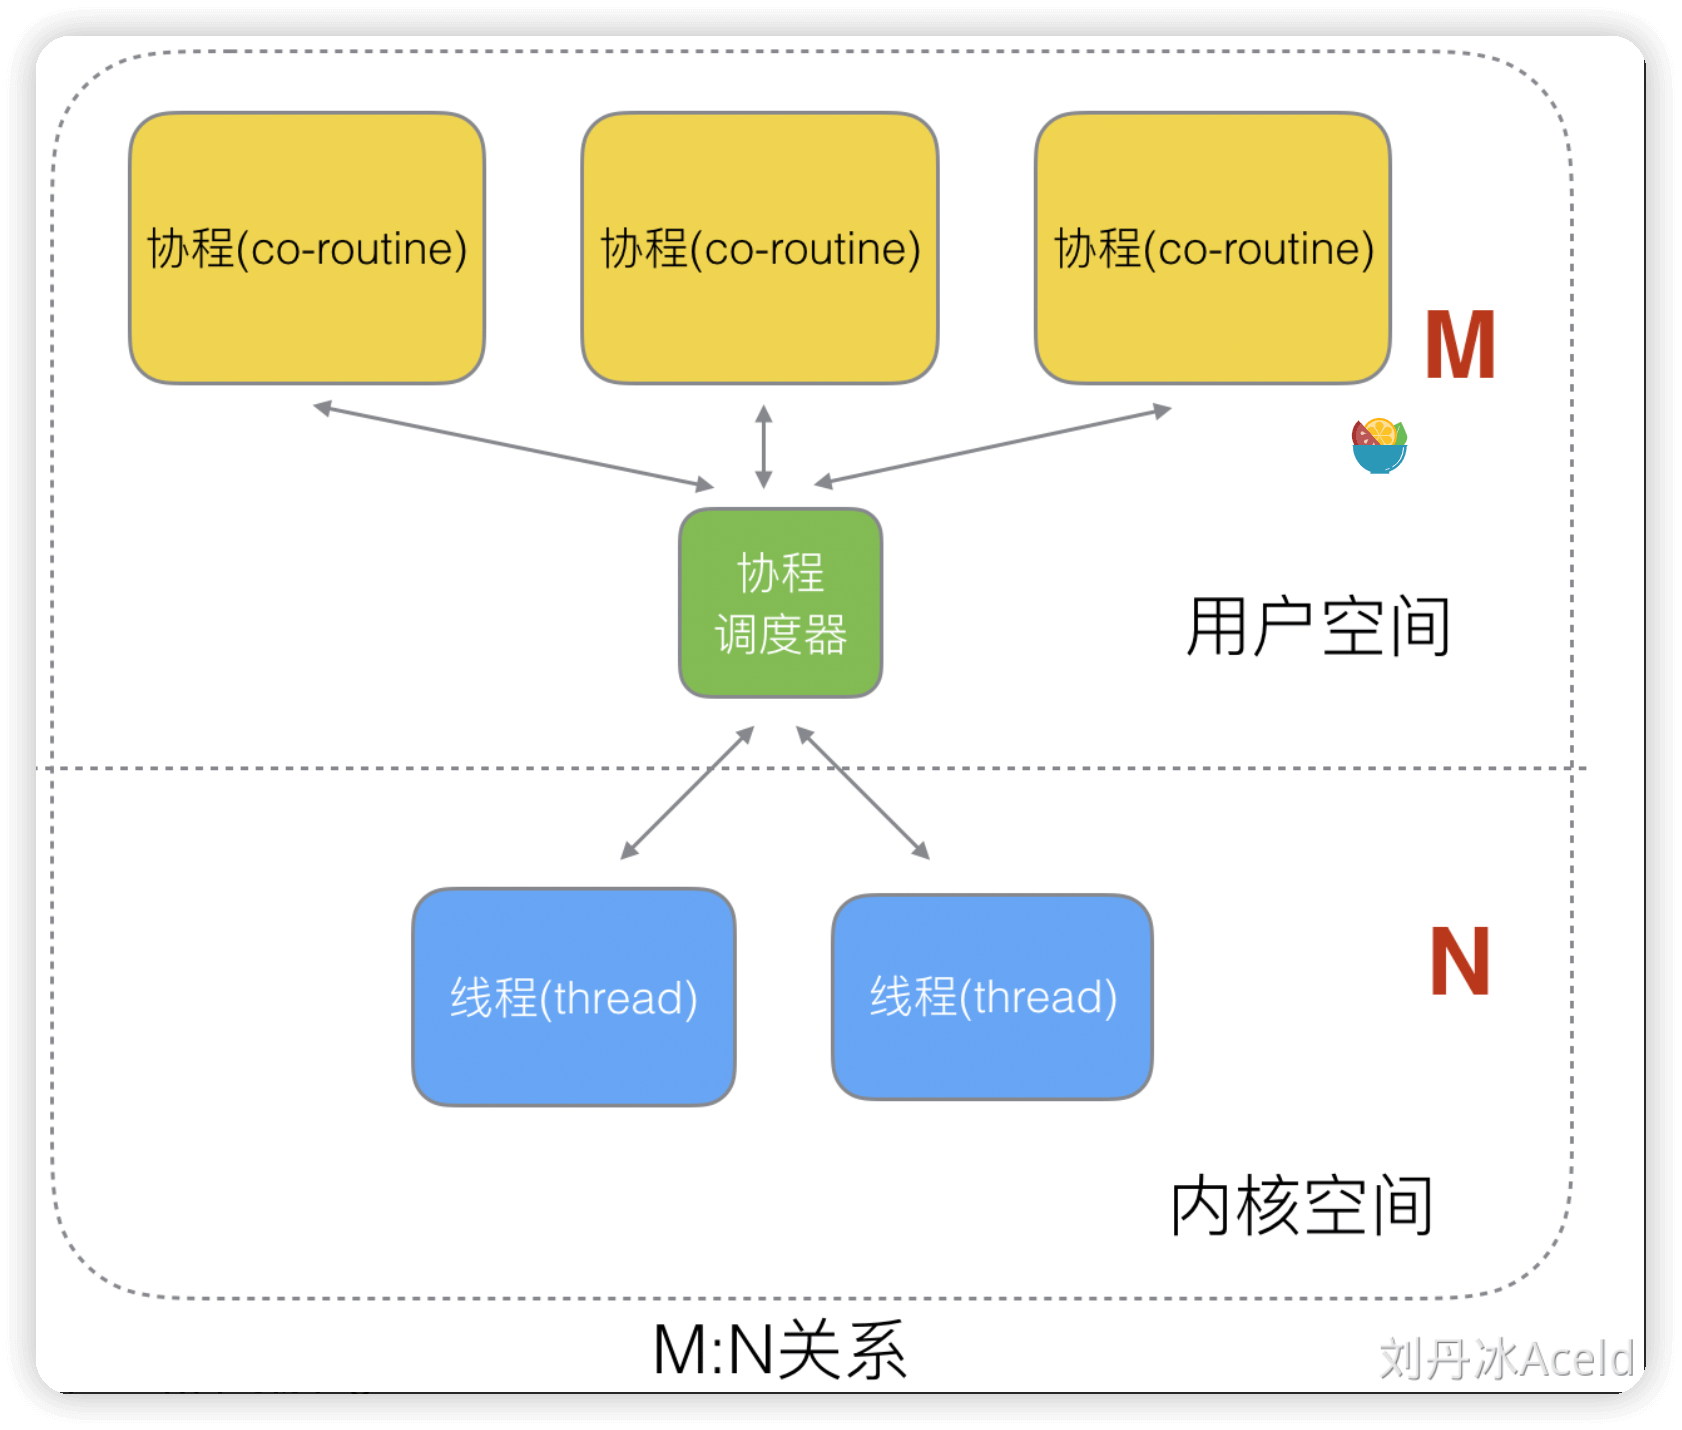 协程(co-routine)
协程(co-routine)
协程(co-routine)
M
协程
调度器
用户空间
线程(thread)
线程(thread)
N
内核空间
M:N关系
刘丹冰Aceld